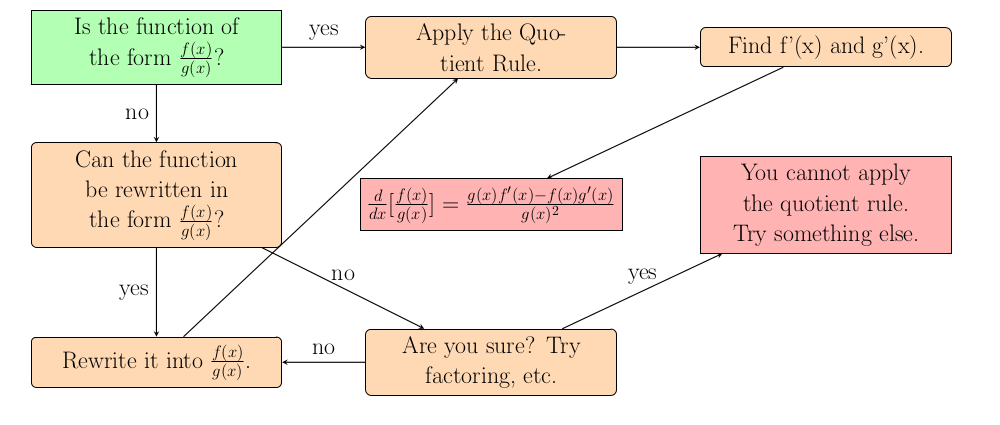 Is the function of
the form \frac{f(x)}{g(x)}?
yes
Apply the Quo-
tient Rule.
Find f'(x) and g'(x).
no
Can the function
be rewritten in
the form \frac{f(x)}{g(x)}?
\frac{d}{dx}[\frac{f(x)}{g(x)}] = \frac{g(x)f'(x)-f(x)g'(x)}{g(x)^2}
You cannot apply
the quotient rule.
Try something else.
yes
no
yes
Rewrite it into \frac{f(x)}{g(x)}.
no
Are you sure? Try
factoring, etc.